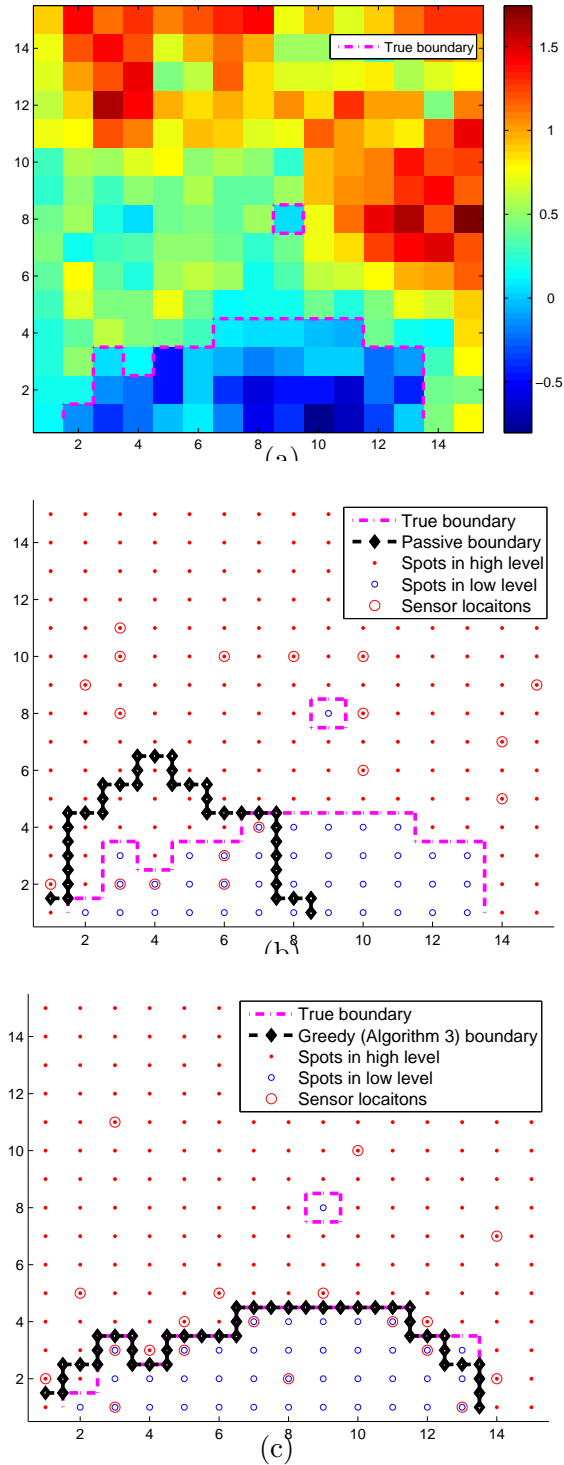 14
12
10
8
6
4
2
2 4 6 8 10 12 14
True boundary
1.5
1
0.5
0
−0.5
(a)
14
12
10
8
6
4
2
2 4 6 8 10 12 14
True boundary
Passive boundary
Spots in high level
Spots in low level
Sensor locaitons
(b)
14
12
10
8
6
4
2
2 4 6 8 10 12 14
True boundary
Greedy (Algorithm 3) boundary
Spots in high level
Spots in low level
Sensor locaitons
(c)